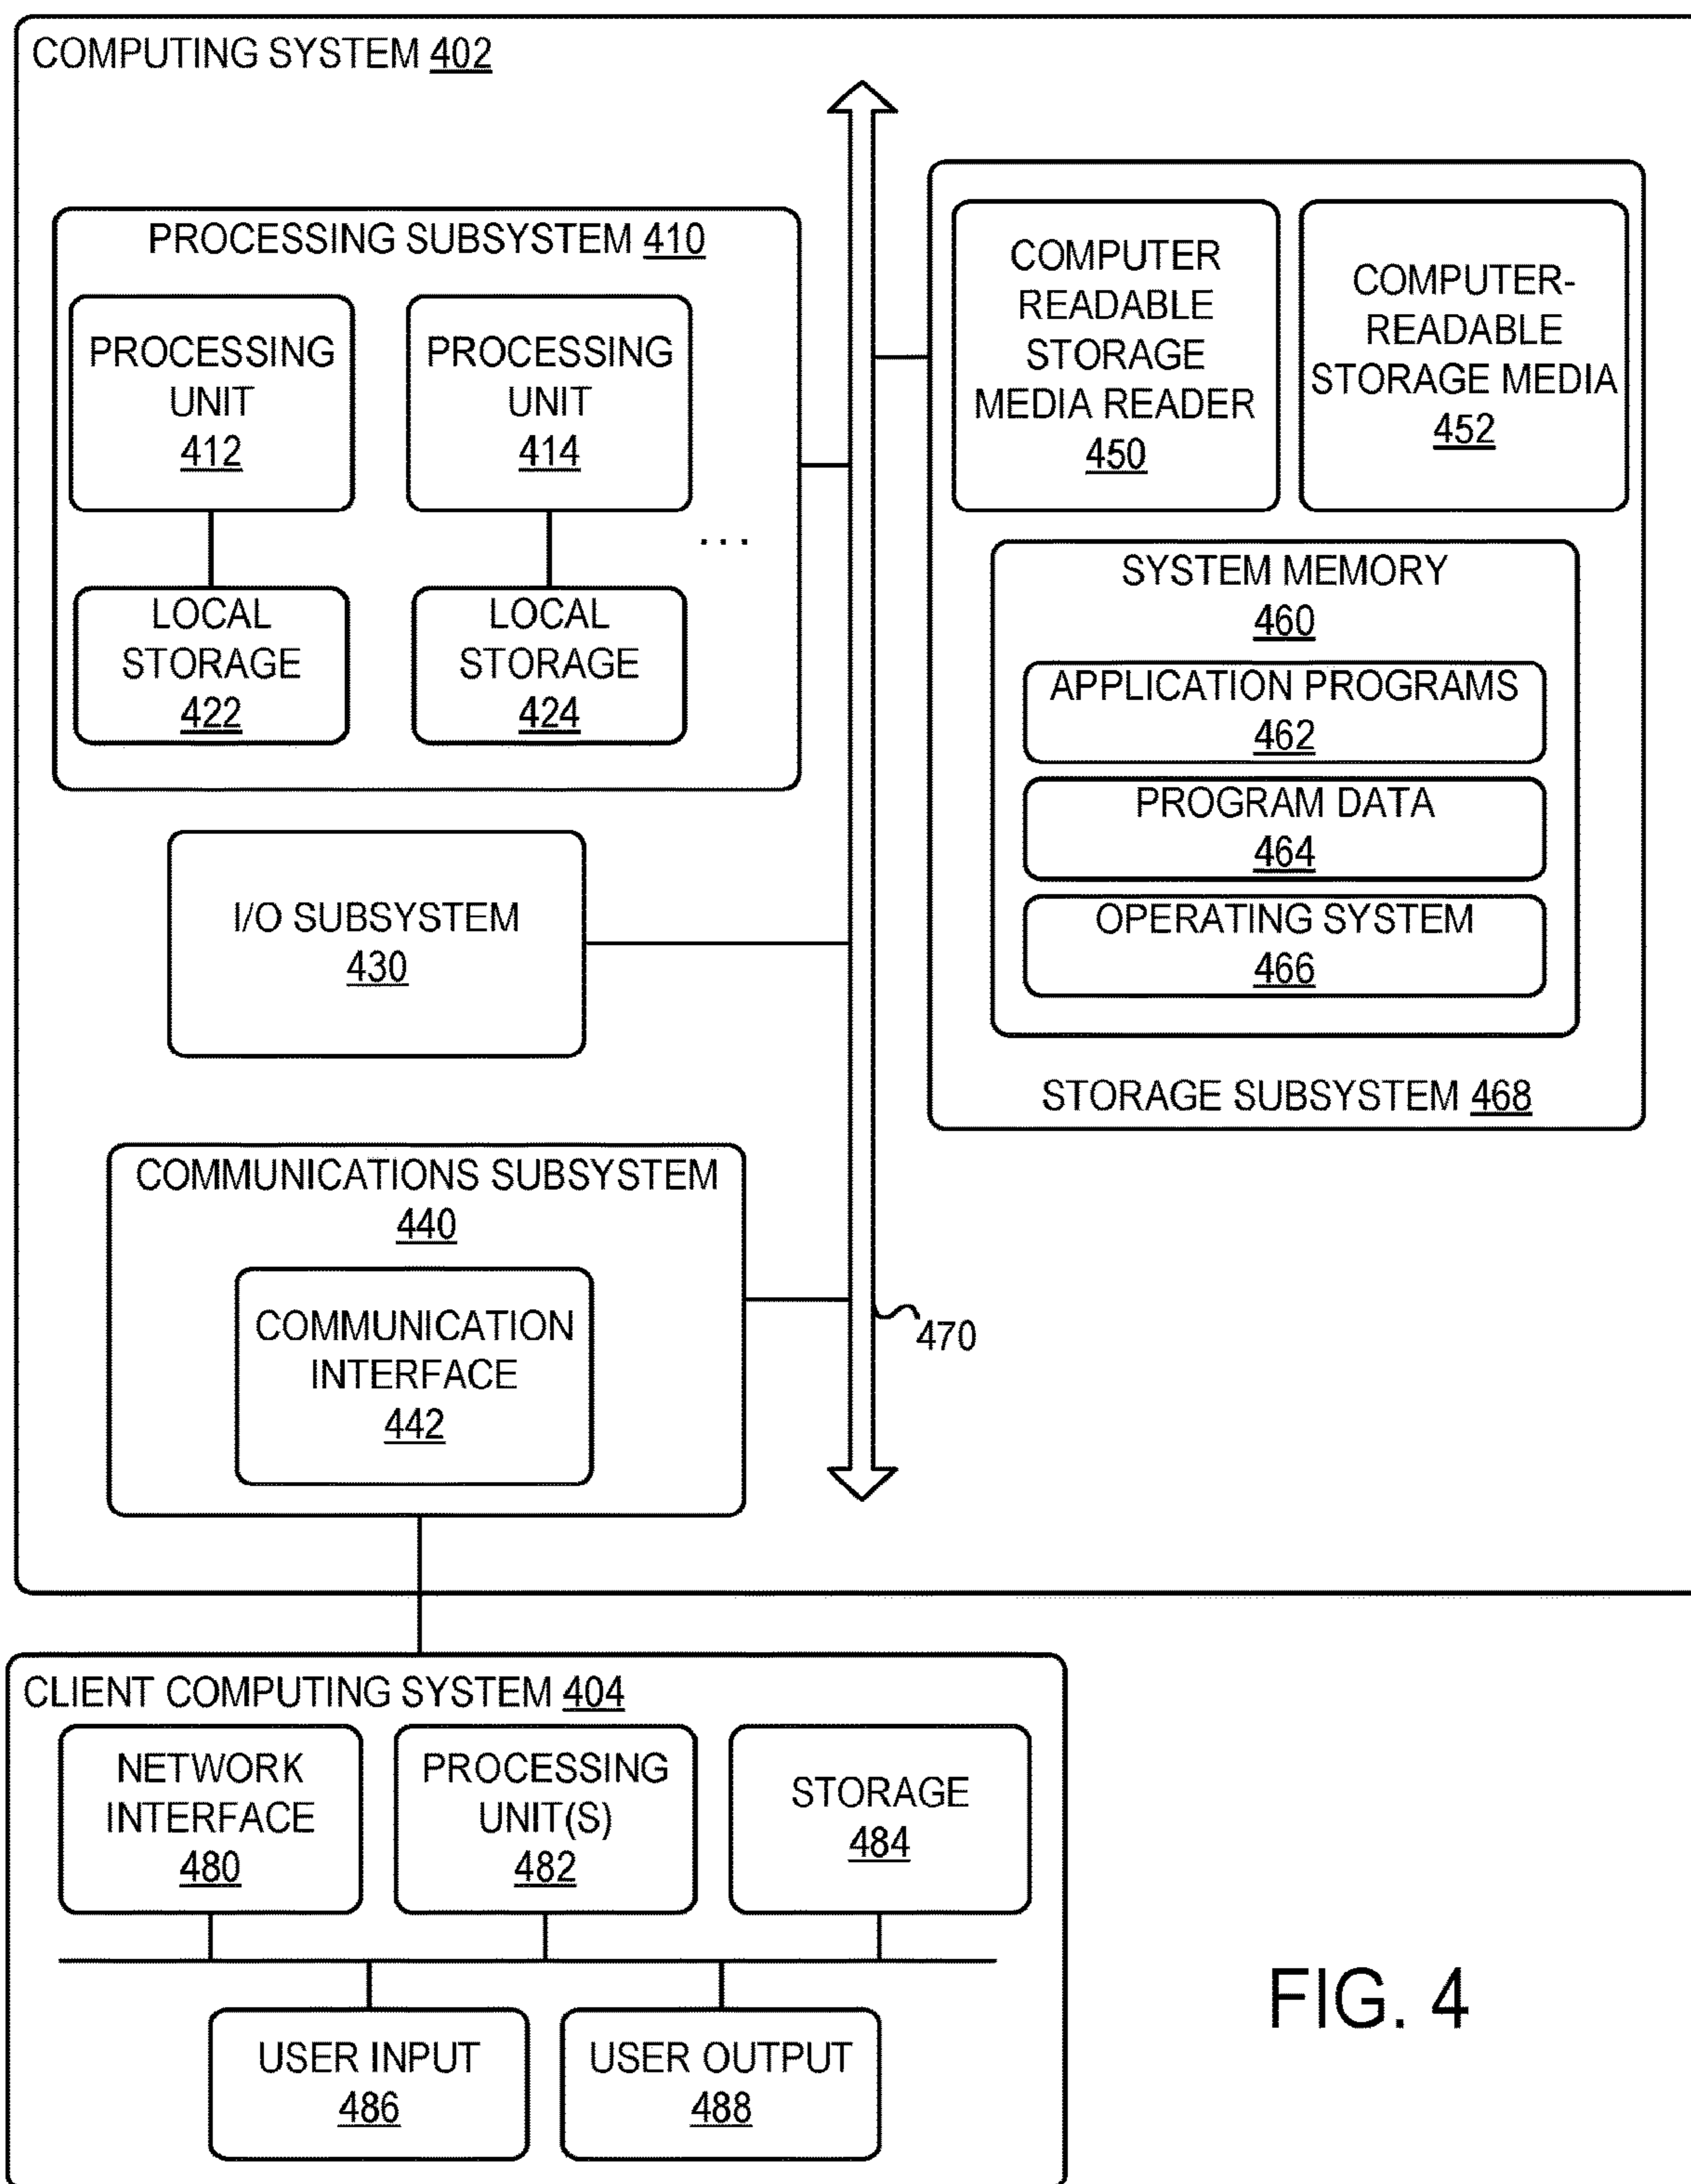 COMPUTING SYSTEM 402
PROCESSING SUBSYSTEM 410
PROCESSING
UNIT
412
PROCESSING
UNIT
414
. . .
LOCAL
STORAGE
422
LOCAL
STORAGE
424
I/O SUBSYSTEM
430
COMMUNICATIONS SUBSYSTEM
440
COMMUNICATION
INTERFACE
442
COMPUTER
READABLE
STORAGE
MEDIA READER
450
COMPUTER-
READABLE
STORAGE MEDIA
452
SYSTEM MEMORY
460
APPLICATION PROGRAMS
462
PROGRAM DATA
464
OPERATING SYSTEM
466
STORAGE SUBSYSTEM 468
470
CLIENT COMPUTING SYSTEM 404
NETWORK
INTERFACE
480
PROCESSING
UNIT(S)
482
STORAGE
484
USER INPUT
486
USER OUTPUT
488
FIG. 4